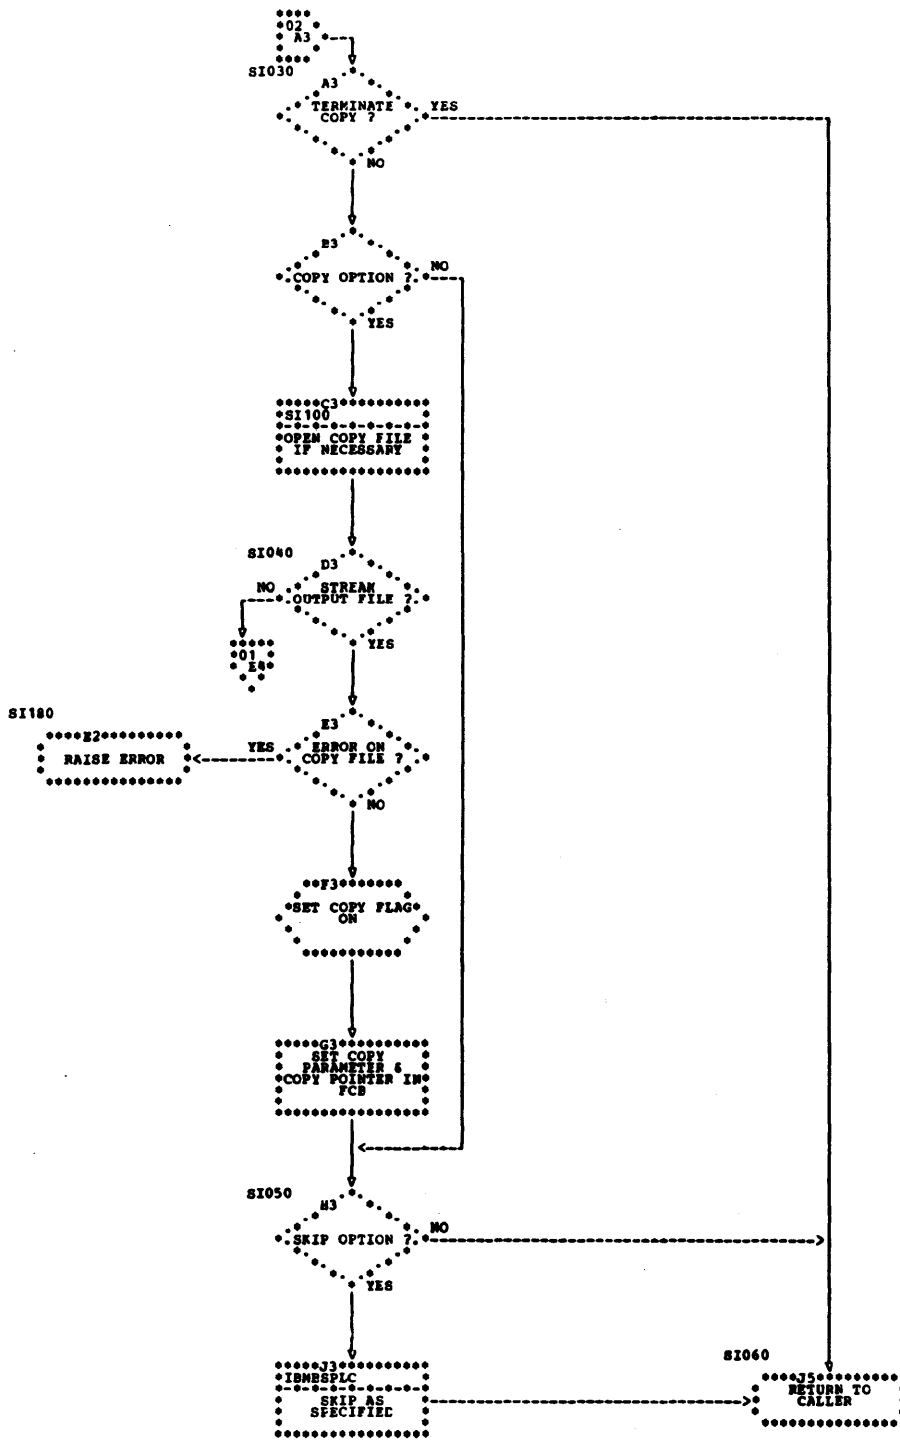 02
A3
SI030
A3
TERMINATE
COPY ?
YES
NO
B3
COPY OPTION ?
NO
YES
C3
SI100
OPEN COPY FILE
IF NECESSARY
SI040
D3
STREAM
OUTPUT FILE ?
NO
YES
01
E4
SI180
E2
RAISE ERROR
E3
ERROR ON
COPY FILE ?
YES
NO
F3
SET COPY FLAG
ON
G3
SET COPY
PARAMETER &
COPY POINTER IN
FCB
SI050
H3
SKIP OPTION ?
NO
YES
J3
IBMBSPLC
SKIP AS
SPECIFIED
SI060
J5
RETURN TO
CALLER